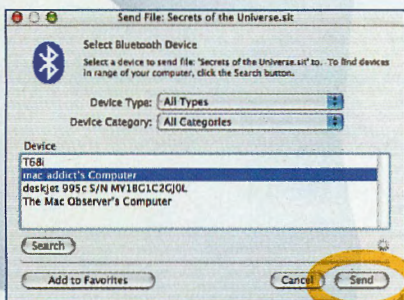 Send File: Secrets of the Universe.sit
Select Bluetooth Device
Select a device to send file: 'Secrets of the Universe.sit' to. To find devices
in range of your computer, click the Search button.
Device Type: All Types
Device Category: All Categories
Device
T68i
mac addict's Computer
deskjet 995c S/N MY18G1C2GJ0L
The Mac Observer's Computer
Search
Add to Favorites
Cancel
Send